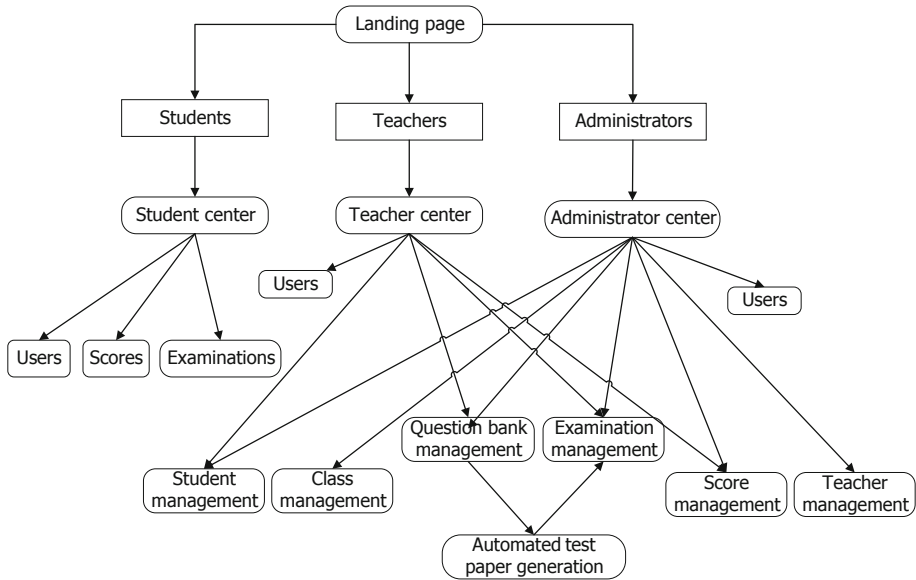 Landing page
Students
Teachers
Administrators
Student center
Teacher center
Administrator center
Users
Users
Users
Scores
Examinations
Question bank
management
Examination
management
Student
management
Class
management
Score
management
Teacher
management
Automated test
paper generation